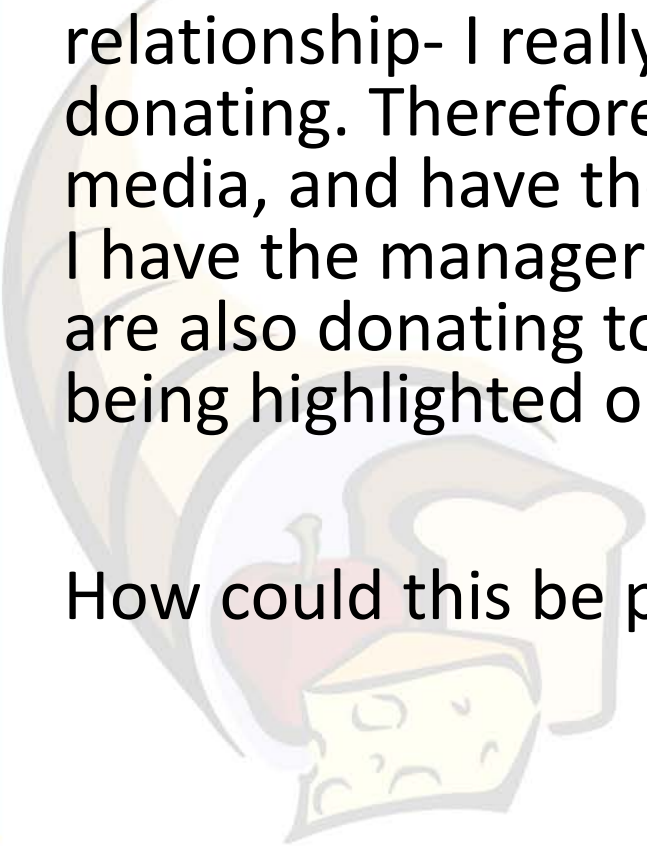 relationship- I really
donating. Therefore
media, and have th
I have the manager
are also donating to
being highlighted o
How could this be p